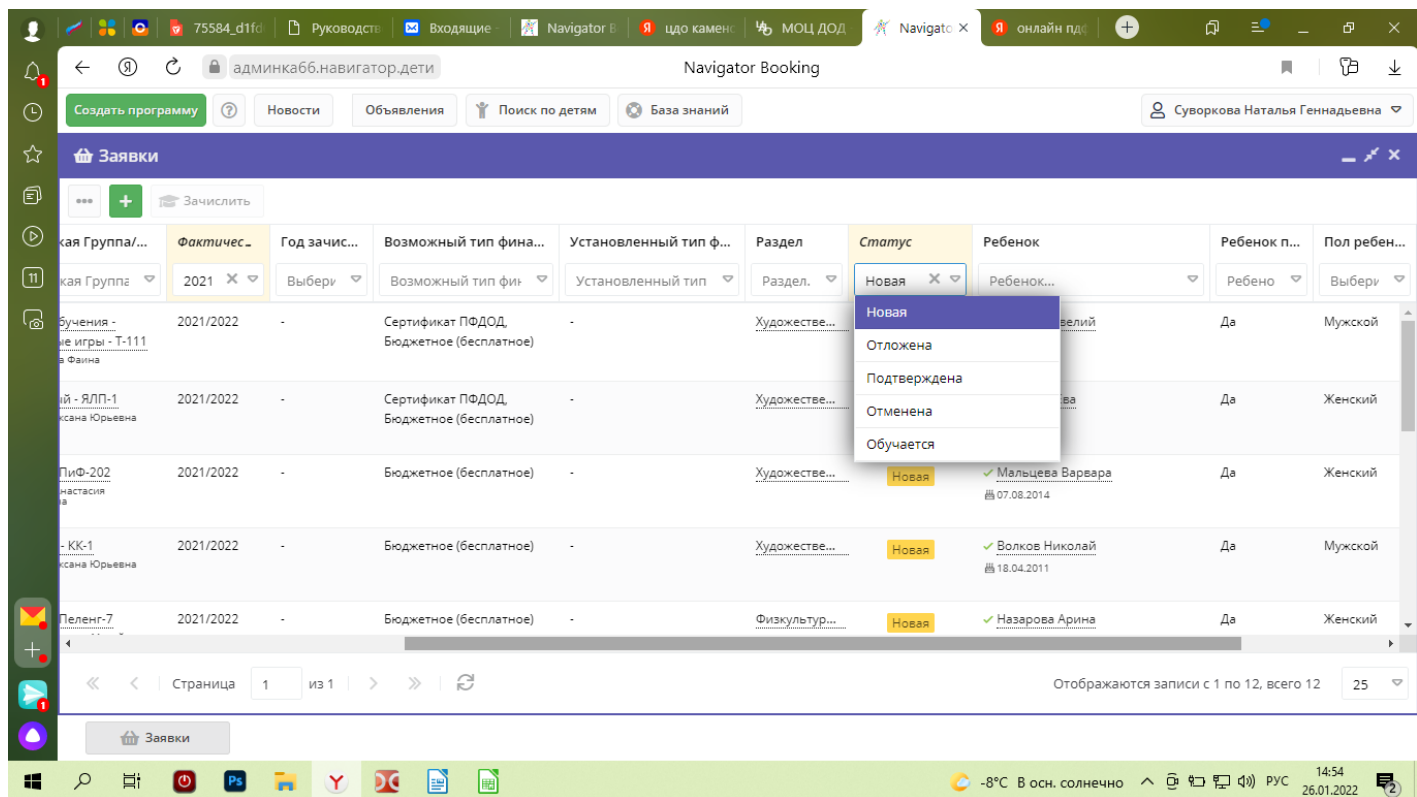 75584_d1fd
Руководств
Входящие -
Navigator B
Я цдо каменс
МОЦ ДОД
Navigato
Я онлайн пдф
админка66.навигатор.дети
Navigator Booking
1
Создать программу
Новости
Объявления
Поиск по детям
База знаний
Суворкова Наталья Геннадьевна
Заявки
Зачислить
кая Группа/...
Фактичес...
Год зачис...
Возможный тип фина...
Установленный тип ф...
Раздел
Статус
Ребенок
Ребенок п...
Пол ребен...
11
кая Группа
2021
Выбери
Возможный тип фин
Установленный тип
Раздел.
Новая
Ребенок...
Ребено
Выбери
Новая
Отложена
Подтверждена
Отменена
Обучается
бучения -
ые игры - Т-111
а Фаина
2021/2022
-
Сертификат ПФДОД,
Бюджетное (бесплатное)
-
Художестве...
велий
Да
Мужской
ый - ЯЛП-1
ксана Юрьевна
2021/2022
-
Сертификат ПФДОД,
Бюджетное (бесплатное)
-
Художестве...
ва
Да
Женский
ПиФ-202
настасия
на
2021/2022
-
Бюджетное (бесплатное)
-
Художестве...
Новая
Мальцева Варвара
07.08.2014
Да
Женский
- КК-1
ксана Юрьевна
2021/2022
-
Бюджетное (бесплатное)
-
Художестве...
Новая
Волков Николай
18.04.2011
Да
Мужской
Пеленг-7
2021/2022
-
Бюджетное (бесплатное)
-
Физкультур...
Новая
Назарова Арина
Да
Женский
Страница 1 из 1
Отображаются записи с 1 по 12, всего 12
25
1
Заявки
Ps
Y
-8°C В осн. солнечно
РУС
14:54
26.01.2022
2